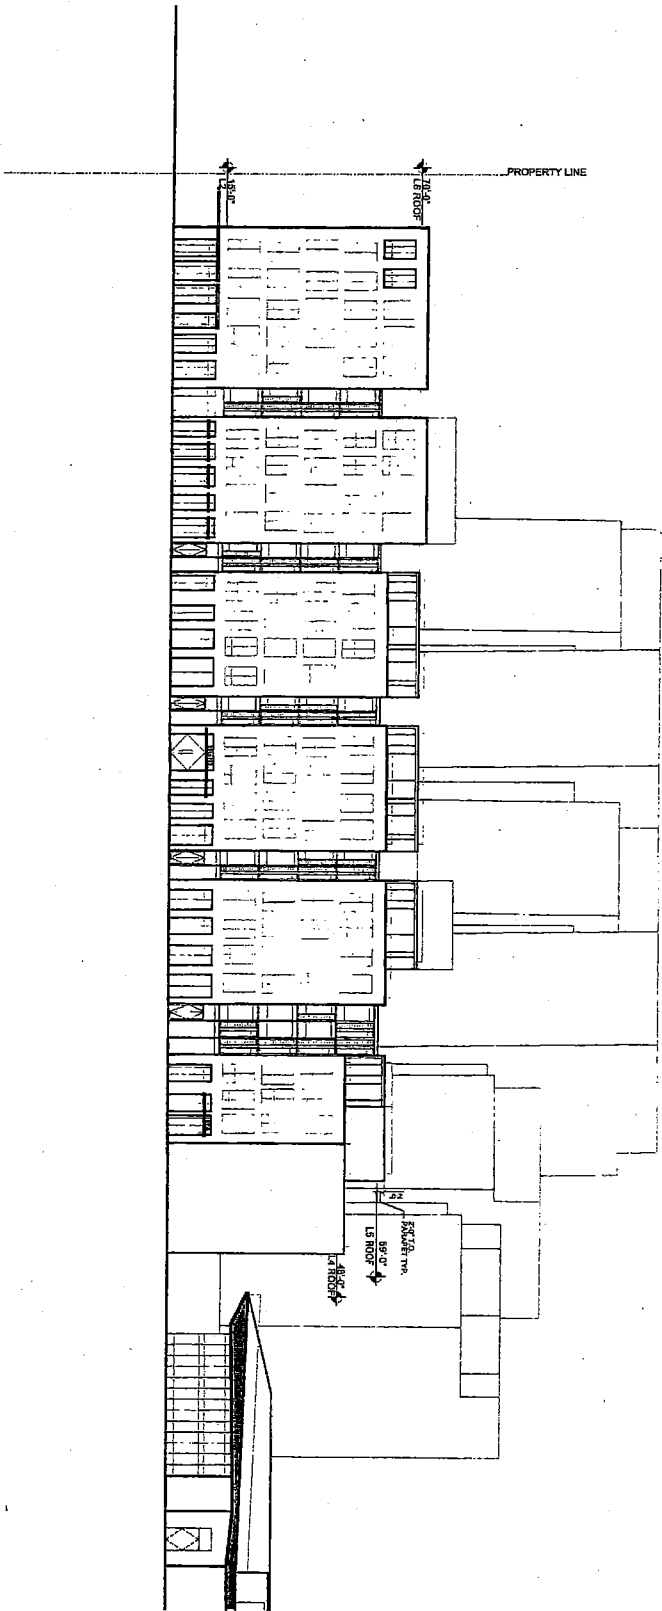 PROPERTY LINE
70'-0"
L6 ROOF
15'-0"
2'-0" T.O.
PARAPET TYP.
59'-0"
L5 ROOF
48'-0"
L4 ROOF